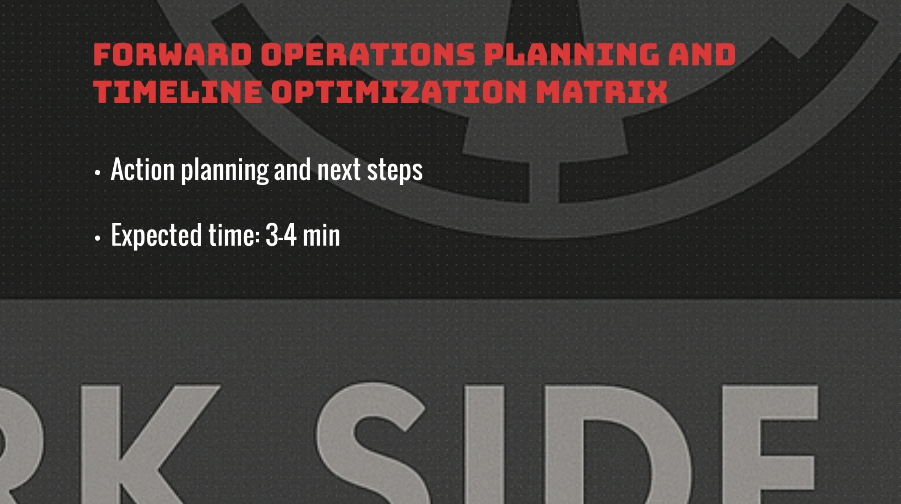 FORWARD OPERATIONS PLANNING AND
TIMELINE OPTIMIZATION MATRIX
• Action planning and next steps
• Expected time: 3-4 min
RK SIDE